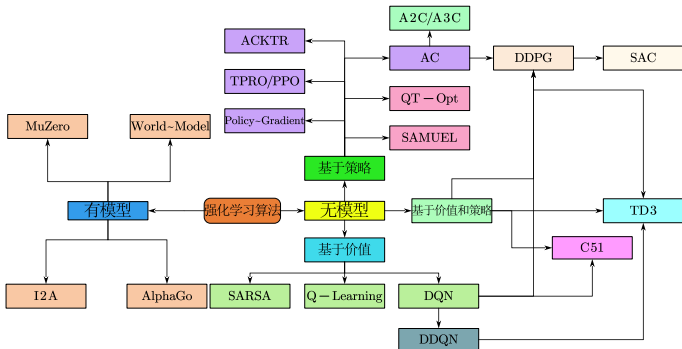 A2C/A3C
ACKTR
AC
DDPG
SAC
TPRO/PPO
QT－Opt
Policy~Gradient
MuZero
World~Model
SAMUEL
基于策略
有模型
强化学习算法
无模型
基于价值和策略
TD3
基于价值
C51
I2A
AlphaGo
SARSA
Q－Learning
DQN
DDQN